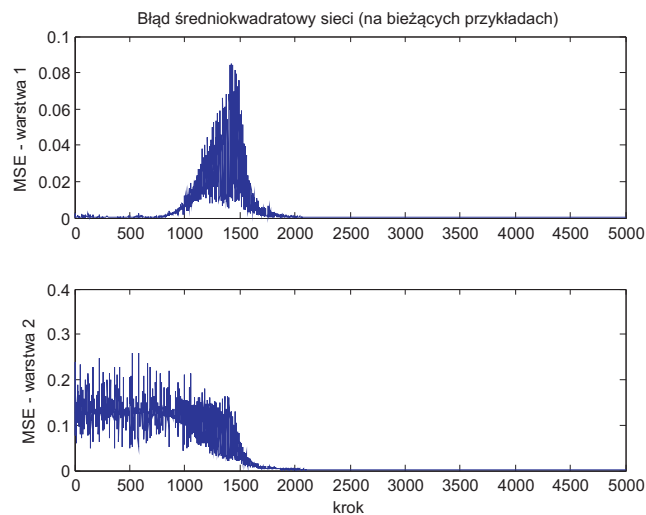 Błąd średniokwadratowy sieci (na bieżących przykładach)
0.1
0.08
0.06
0.04
0.02
0
MSE - warstwa 1
0 500 1000 1500 2000 2500 3000 3500 4000 4500 5000
0.4
0.3
0.2
0.1
0
MSE - warstwa 2
0 500 1000 1500 2000 2500 3000 3500 4000 4500 5000
krok